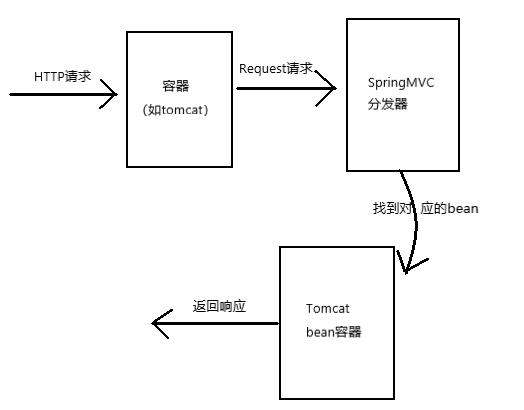 HTTP请求
容器
（如tomcat）
Request请求
SpringMVC
分发器
找到对应的bean
Tomcat
bean容器
返回响应